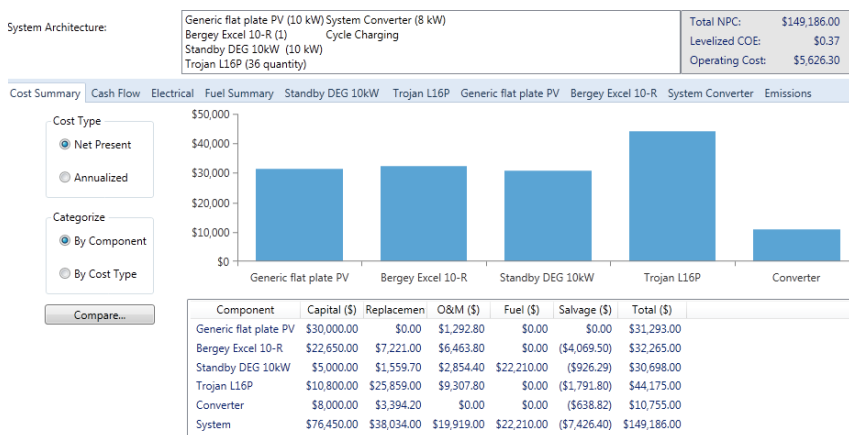 System Architecture:
Generic flat plate PV (10 kW) System Converter (8 kW)
Bergey Excel 10-R (1) Cycle Charging
Standby DEG 10kW (10 kW)
Trojan L16P (36 quantity)
Total NPC: $149,186.00
Levelized COE: $0.37
Operating Cost: $5,626.30
Cost Summary Cash Flow Electrical Fuel Summary Standby DEG 10kW Trojan L16P Generic flat plate PV Bergey Excel 10-R System Converter Emissions
Cost Type
Net Present
Annualized
Categorize
By Component
By Cost Type
Compare...
$50,000
$40,000
$30,000
$20,000
$10,000
$0
Generic flat plate PV Bergey Excel 10-R Standby DEG 10kW Trojan L16P Converter
Component Capital ($) Replacemen O&M ($) Fuel ($) Salvage ($) Total ($)
Generic flat plate PV $30,000.00 $0.00 $1,292.80 $0.00 $0.00 $31,293.00
Bergey Excel 10-R $22,650.00 $7,221.00 $6,463.80 $0.00 ($4,069.50) $32,265.00
Standby DEG 10kW $5,000.00 $1,559.70 $2,854.40 $22,210.00 ($926.29) $30,698.00
Trojan L16P $10,800.00 $25,859.00 $9,307.80 $0.00 ($1,791.80) $44,175.00
Converter $8,000.00 $3,394.20 $0.00 $0.00 ($638.82) $10,755.00
System $76,450.00 $38,034.00 $19,919.00 $22,210.00 ($7,426.40) $149,186.00